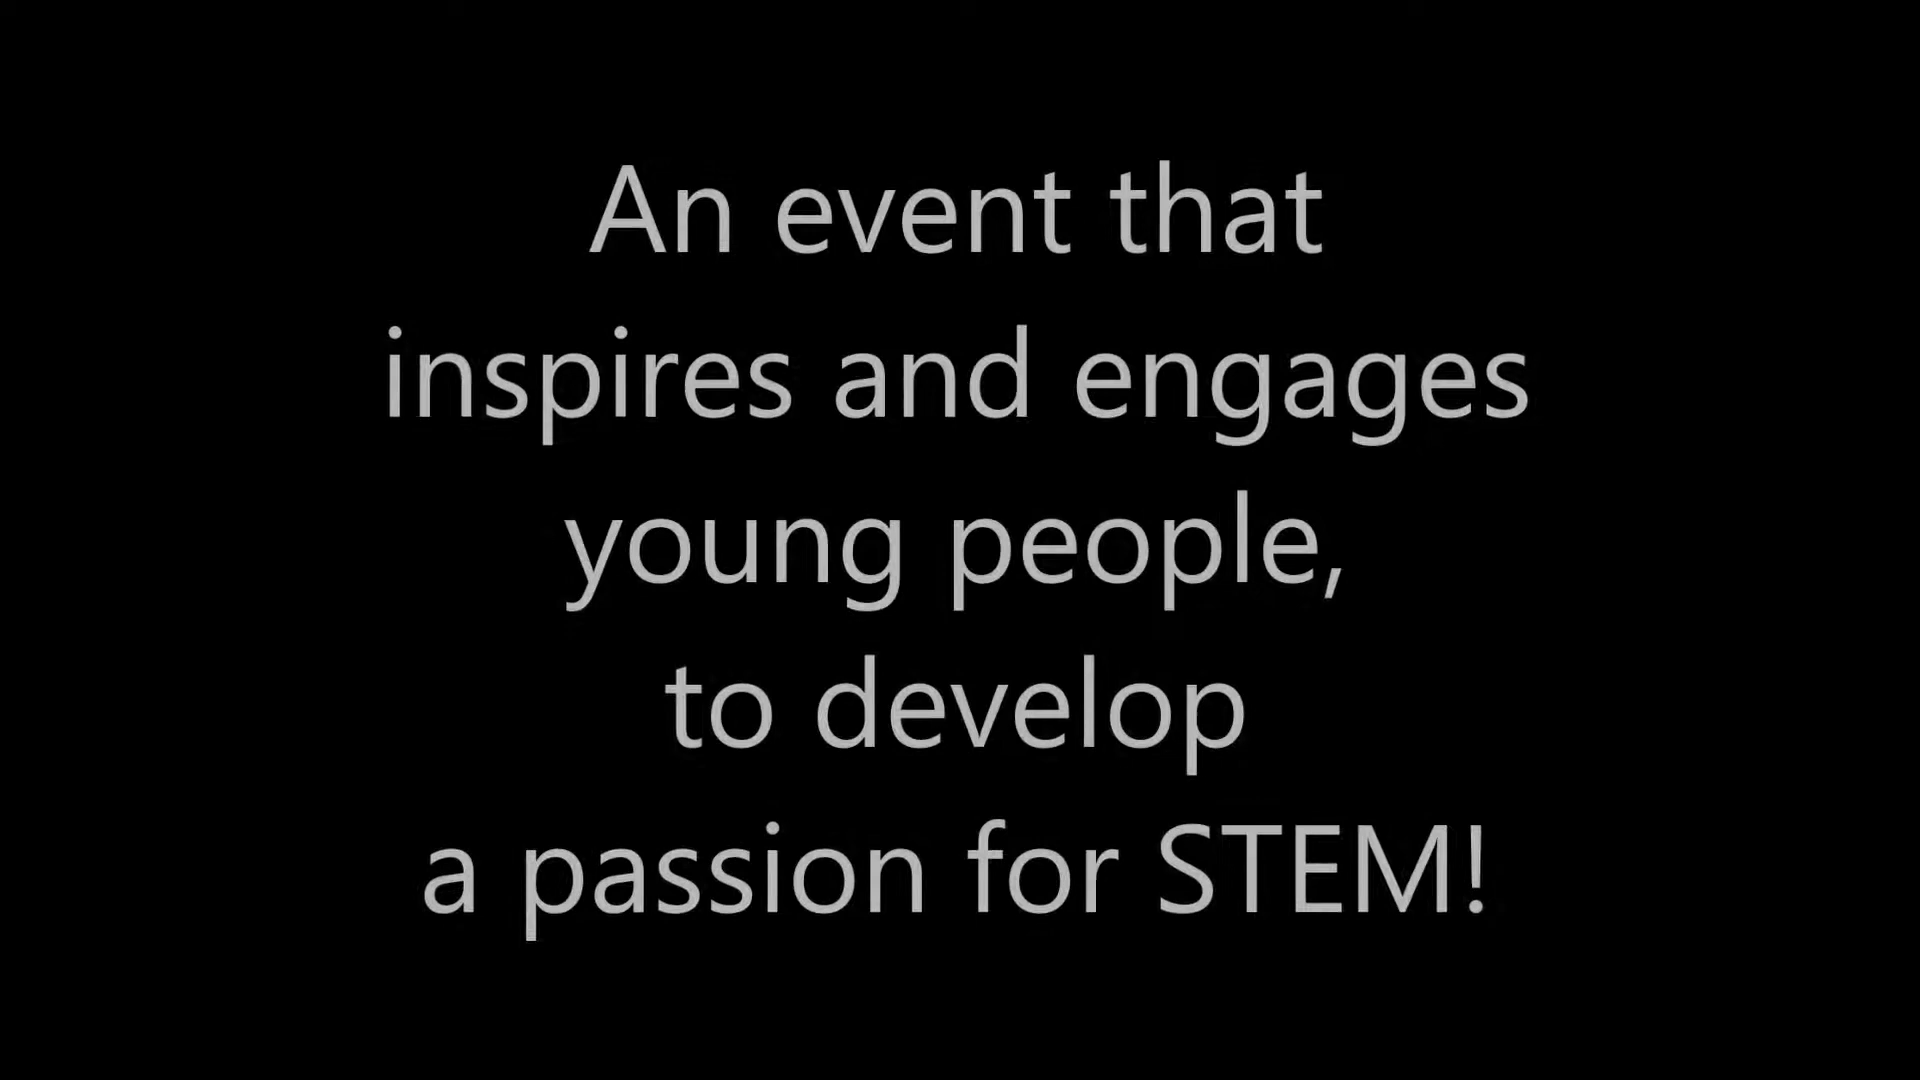 An event that
inspires and engages
young people,
to develop
a passion for STEM!